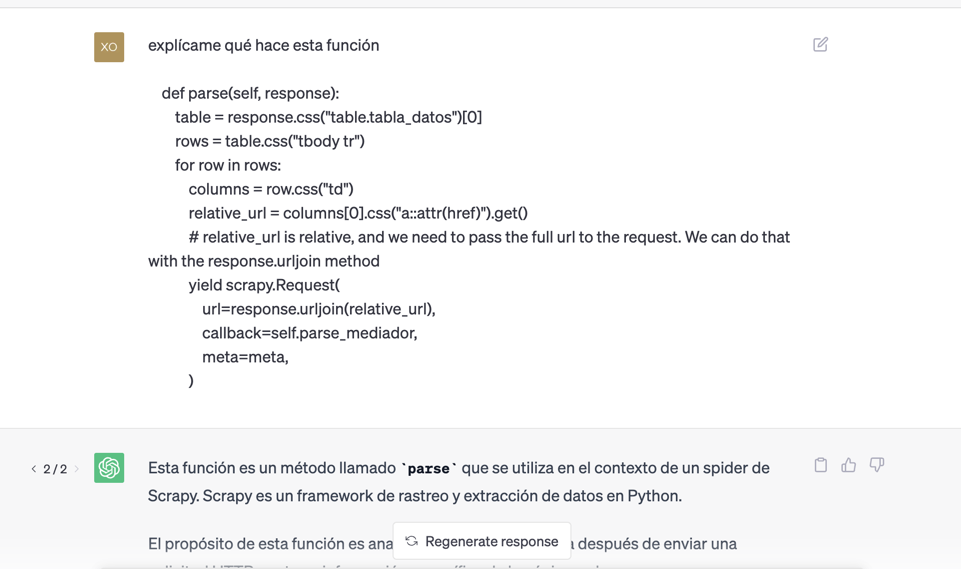 XO
explícame qué hace esta función
def parse(self, response):
table = response.css("table.tabla_datos")[0]
rows = table.css("tbody tr")
for row in rows:
columns = row.css("td")
relative_url = columns[0].css("a::attr(href)").get()
# relative_url is relative, and we need to pass the full url to the request. We can do that
with the response.urljoin method
yield scrapy.Request(
url=response.urljoin(relative_url),
callback=self.parse_mediador,
meta=meta,
)
< 2 / 2 >
Esta función es un método llamado `parse` que se utiliza en el contexto de un spider de
Scrapy. Scrapy es un framework de rastreo y extracción de datos en Python.
El propósito de esta función es ana
después de enviar una
Regenerate response